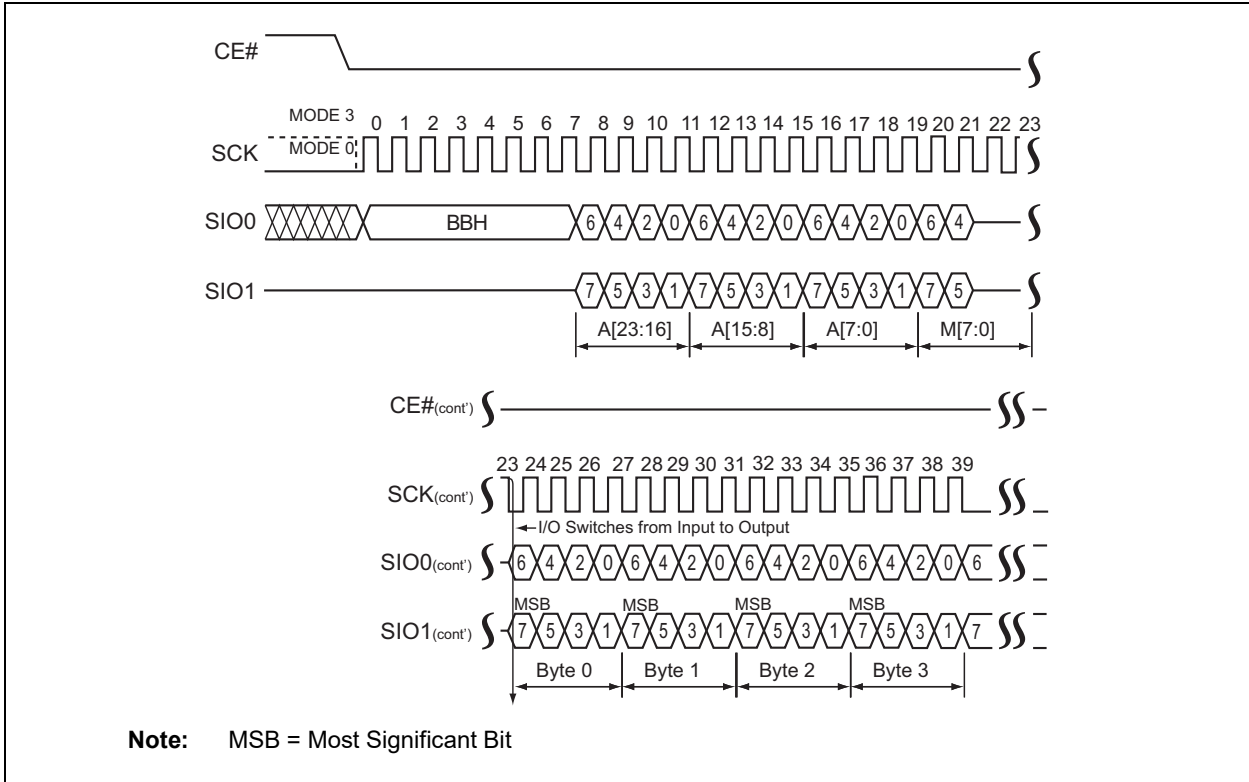 CE#
MODE 3
0 1 2 3 4 5 6 7 8 9 10 11 12 13 14 15 16 17 18 19 20 21 22 23
SCK
MODE 0
SIO0 BBH 6 4 2 0 6 4 2 0 6 4 2 0 6 4
SIO1 7 5 3 1 7 5 3 1 7 5 3 1 7 5
A[23:16] A[15:8] A[7:0] M[7:0]
CE#(cont')
23 24 25 26 27 28 29 30 31 32 33 34 35 36 37 38 39
SCK(cont')
I/O Switches from Input to Output
SIO0(cont') 6 4 2 0 6 4 2 0 6 4 2 0 6 4 2 0 6
MSB MSB MSB MSB
SIO1(cont') 7 5 3 1 7 5 3 1 7 5 3 1 7 5 3 1 7
Byte 0 Byte 1 Byte 2 Byte 3
Note: MSB = Most Significant Bit